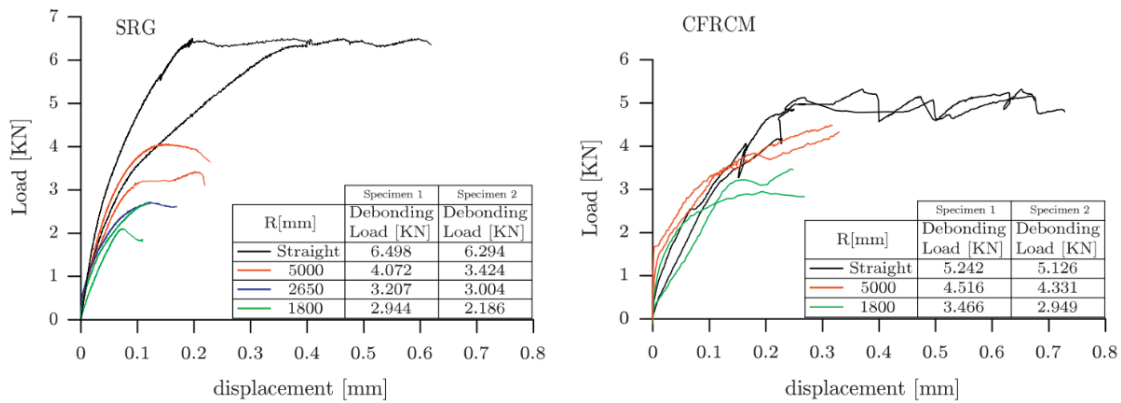 SRG
7
6
5
4
3
2
1
0
Load [KN]
0 0.1 0.2 0.3 0.4 0.5 0.6 0.7 0.8
displacement [mm]
Specimen 1 Specimen 2
R[mm] Debonding Load [KN] Debonding Load [KN]
Straight 6.498 6.294
5000 4.072 3.424
2650 3.207 3.004
1800 2.944 2.186
CFRCM
6
5
4
3
2
1
0
Load [KN]
0 0.1 0.2 0.3 0.4 0.5 0.6 0.7 0.8
displacement [mm]
Specimen 1 Specimen 2
R[mm] Debonding Load [KN] Debonding Load [KN]
Straight 5.242 5.126
5000 4.516 4.331
1800 3.466 2.949